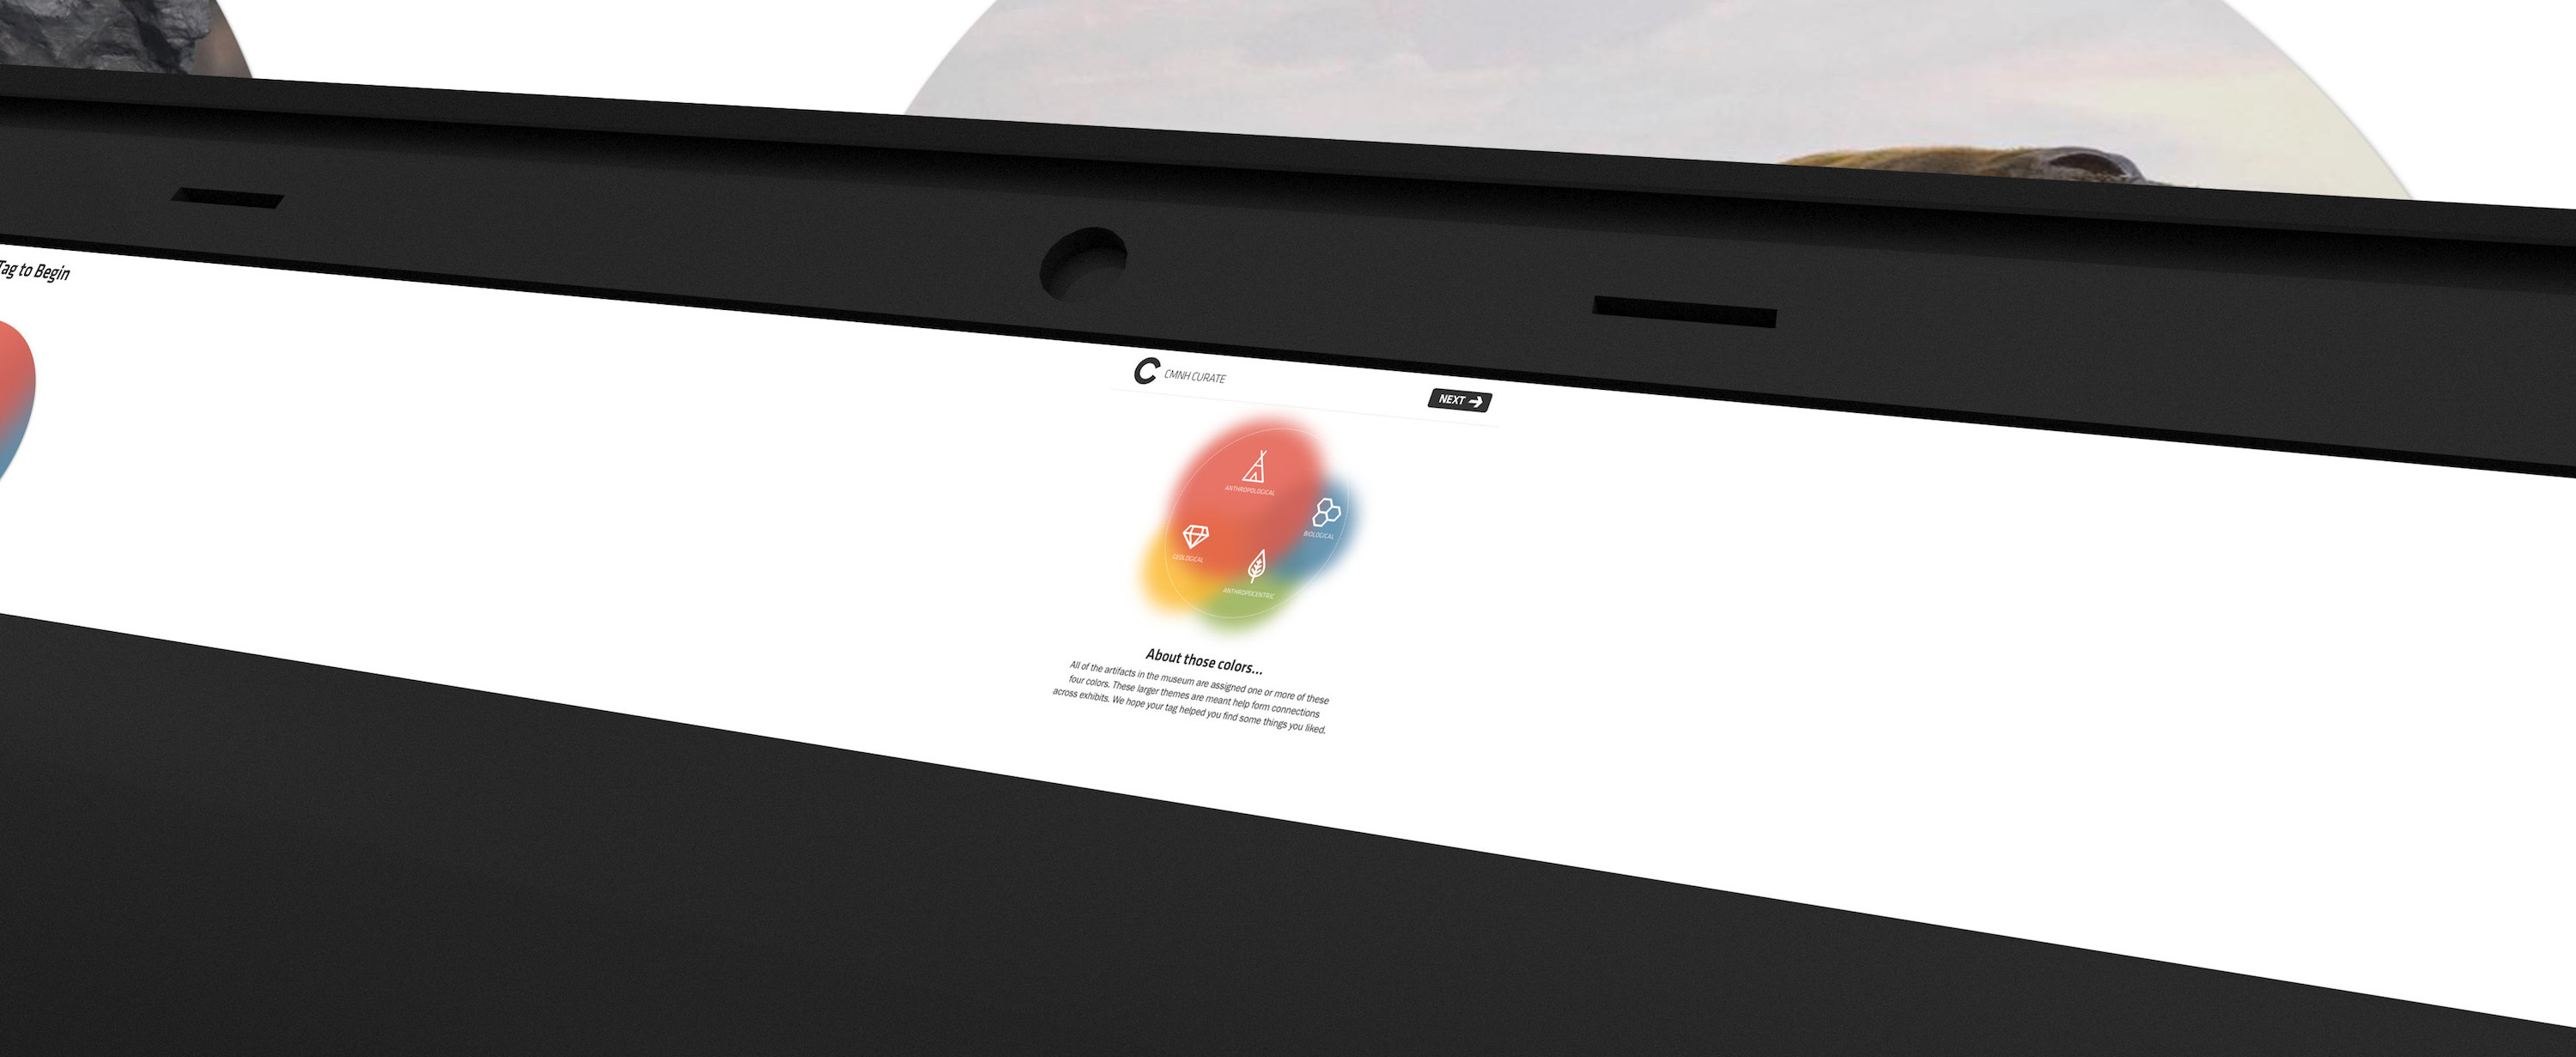 Tag to Begin
C CMNH CURATE
NEXT
ANTHROPOLOGICAL
BIOLOGICAL
GEOLOGICAL
ANTHROPOCENTRIC
About those colors...
All of the artifacts in the museum are assigned one or more of these
four colors. These larger themes are meant help form connections
across exhibits. We hope your tag helped you find some things you liked.